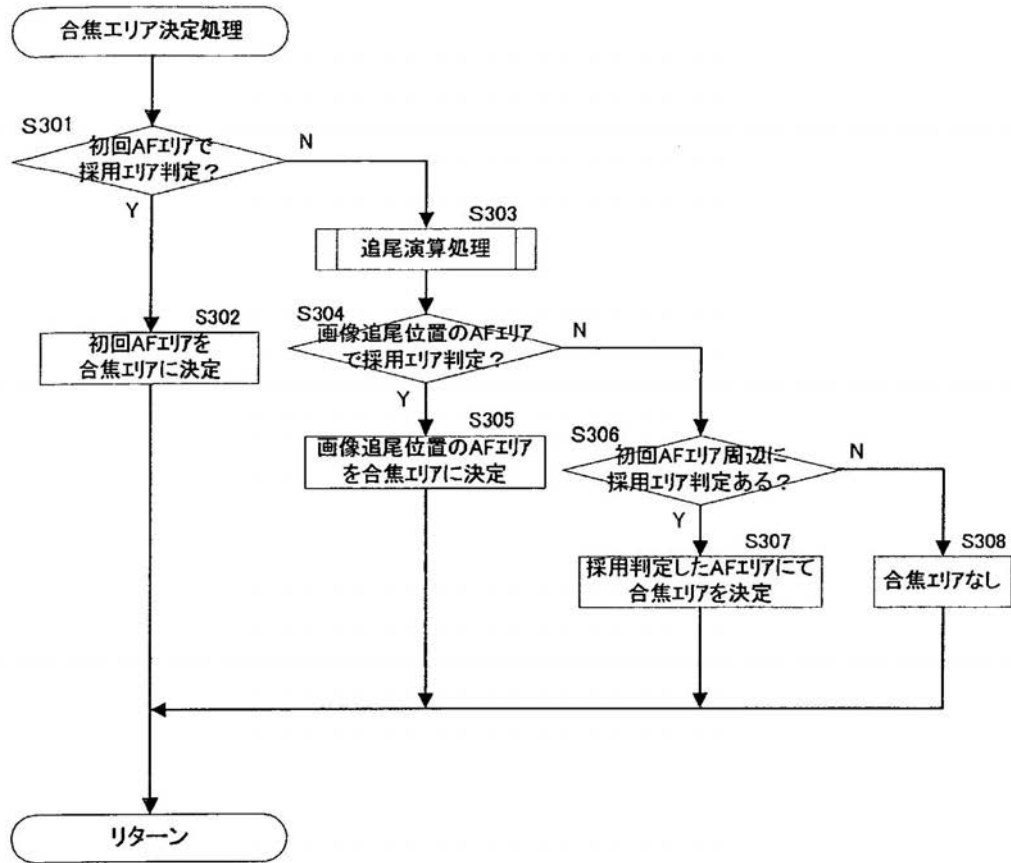 合焦エリア決定処理
S301
初回AFエリアで
採用エリア判定？
N
Y
S302
初回AFエリアを
合焦エリアに決定
S303
追尾演算処理
S304
画像追尾位置のAFエリア
で採用エリア判定？
N
Y
S305
画像追尾位置のAFエリア
を合焦エリアに決定
S306
初回AFエリア周辺に
採用エリア判定ある？
N
Y
S307
採用判定したAFエリアにて
合焦エリアを決定
S308
合焦エリアなし
リターン